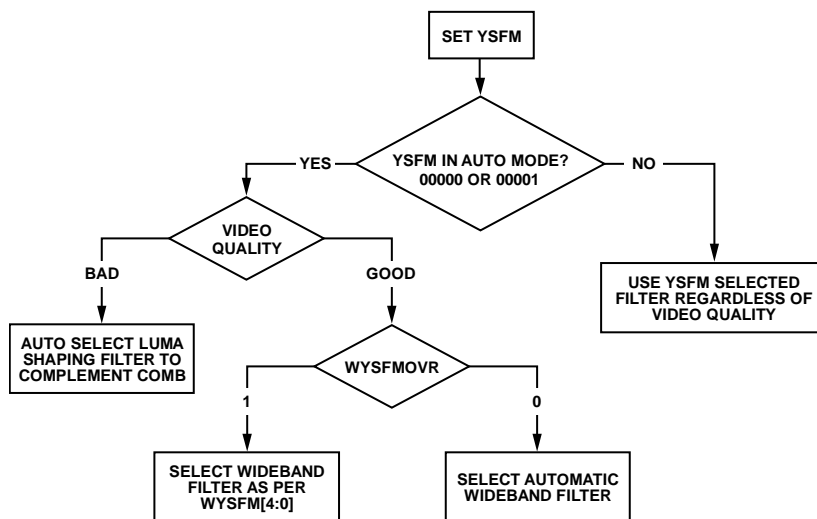 SET YSFM
YSFM IN AUTO MODE?
00000 OR 00001
YES
NO
VIDEO
QUALITY
BAD
GOOD
USE YSFM SELECTED
FILTER REGARDLESS OF
VIDEO QUALITY
AUTO SELECT LUMA
SHAPING FILTER TO
COMPLEMENT COMB
WYSFMOVR
1
0
SELECT WIDEBAND
FILTER AS PER
WYSFM[4:0]
SELECT AUTOMATIC
WIDEBAND FILTER